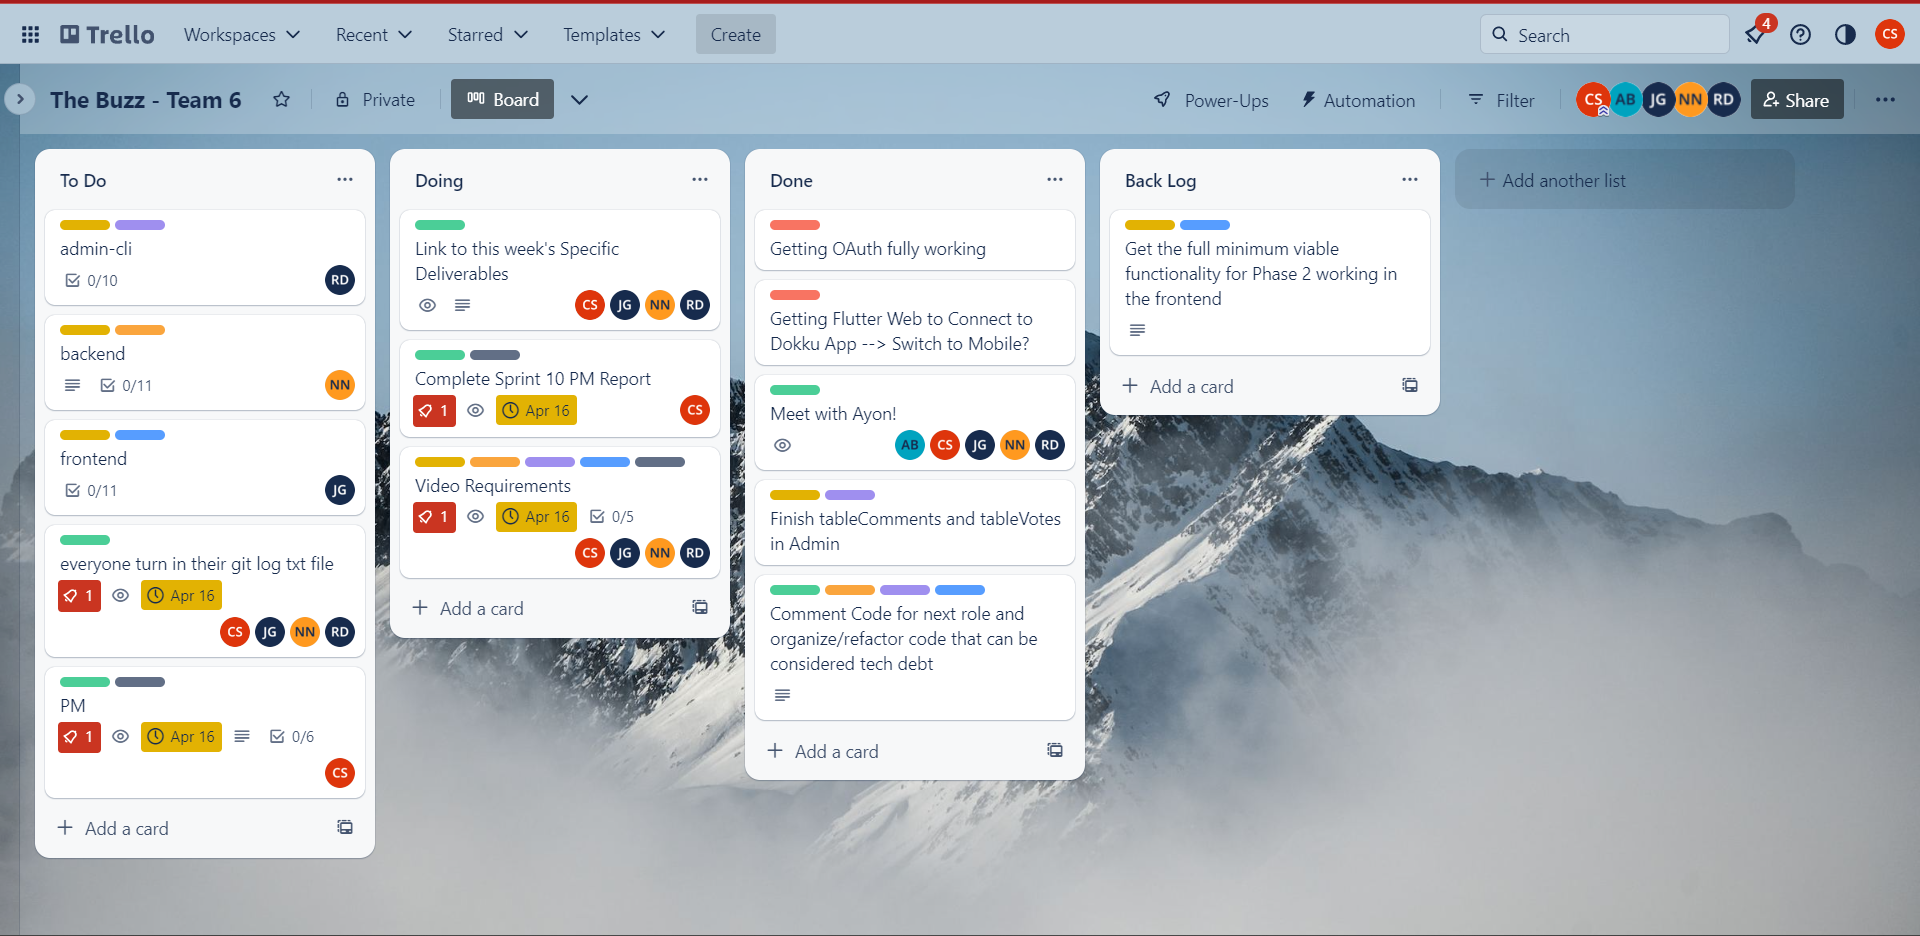 Trello
Workspaces
Recent
Starred
Templates
Create
Search
4
CS
The Buzz - Team 6
Private
Board
Power-Ups
Automation
Filter
CS AB JG NN RD
Share
To Do
admin-cli
0/10
RD
backend
0/11
NN
frontend
0/11
JG
everyone turn in their git log txt file
1
Apr 16
CS JG NN RD
PM
1
Apr 16
0/6
CS
+ Add a card
Doing
Link to this week's Specific
Deliverables
CS JG NN RD
Complete Sprint 10 PM Report
1
Apr 16
CS
Video Requirements
1
Apr 16
0/5
CS JG NN RD
+ Add a card
Done
Getting OAuth fully working
Getting Flutter Web to Connect to
Dokku App --> Switch to Mobile?
Meet with Ayon!
AB CS JG NN RD
Finish tableComments and tableVotes
in Admin
Comment Code for next role and
organize/refactor code that can be
considered tech debt
+ Add a card
Back Log
Get the full minimum viable
functionality for Phase 2 working in
the frontend
+ Add a card
+ Add another list